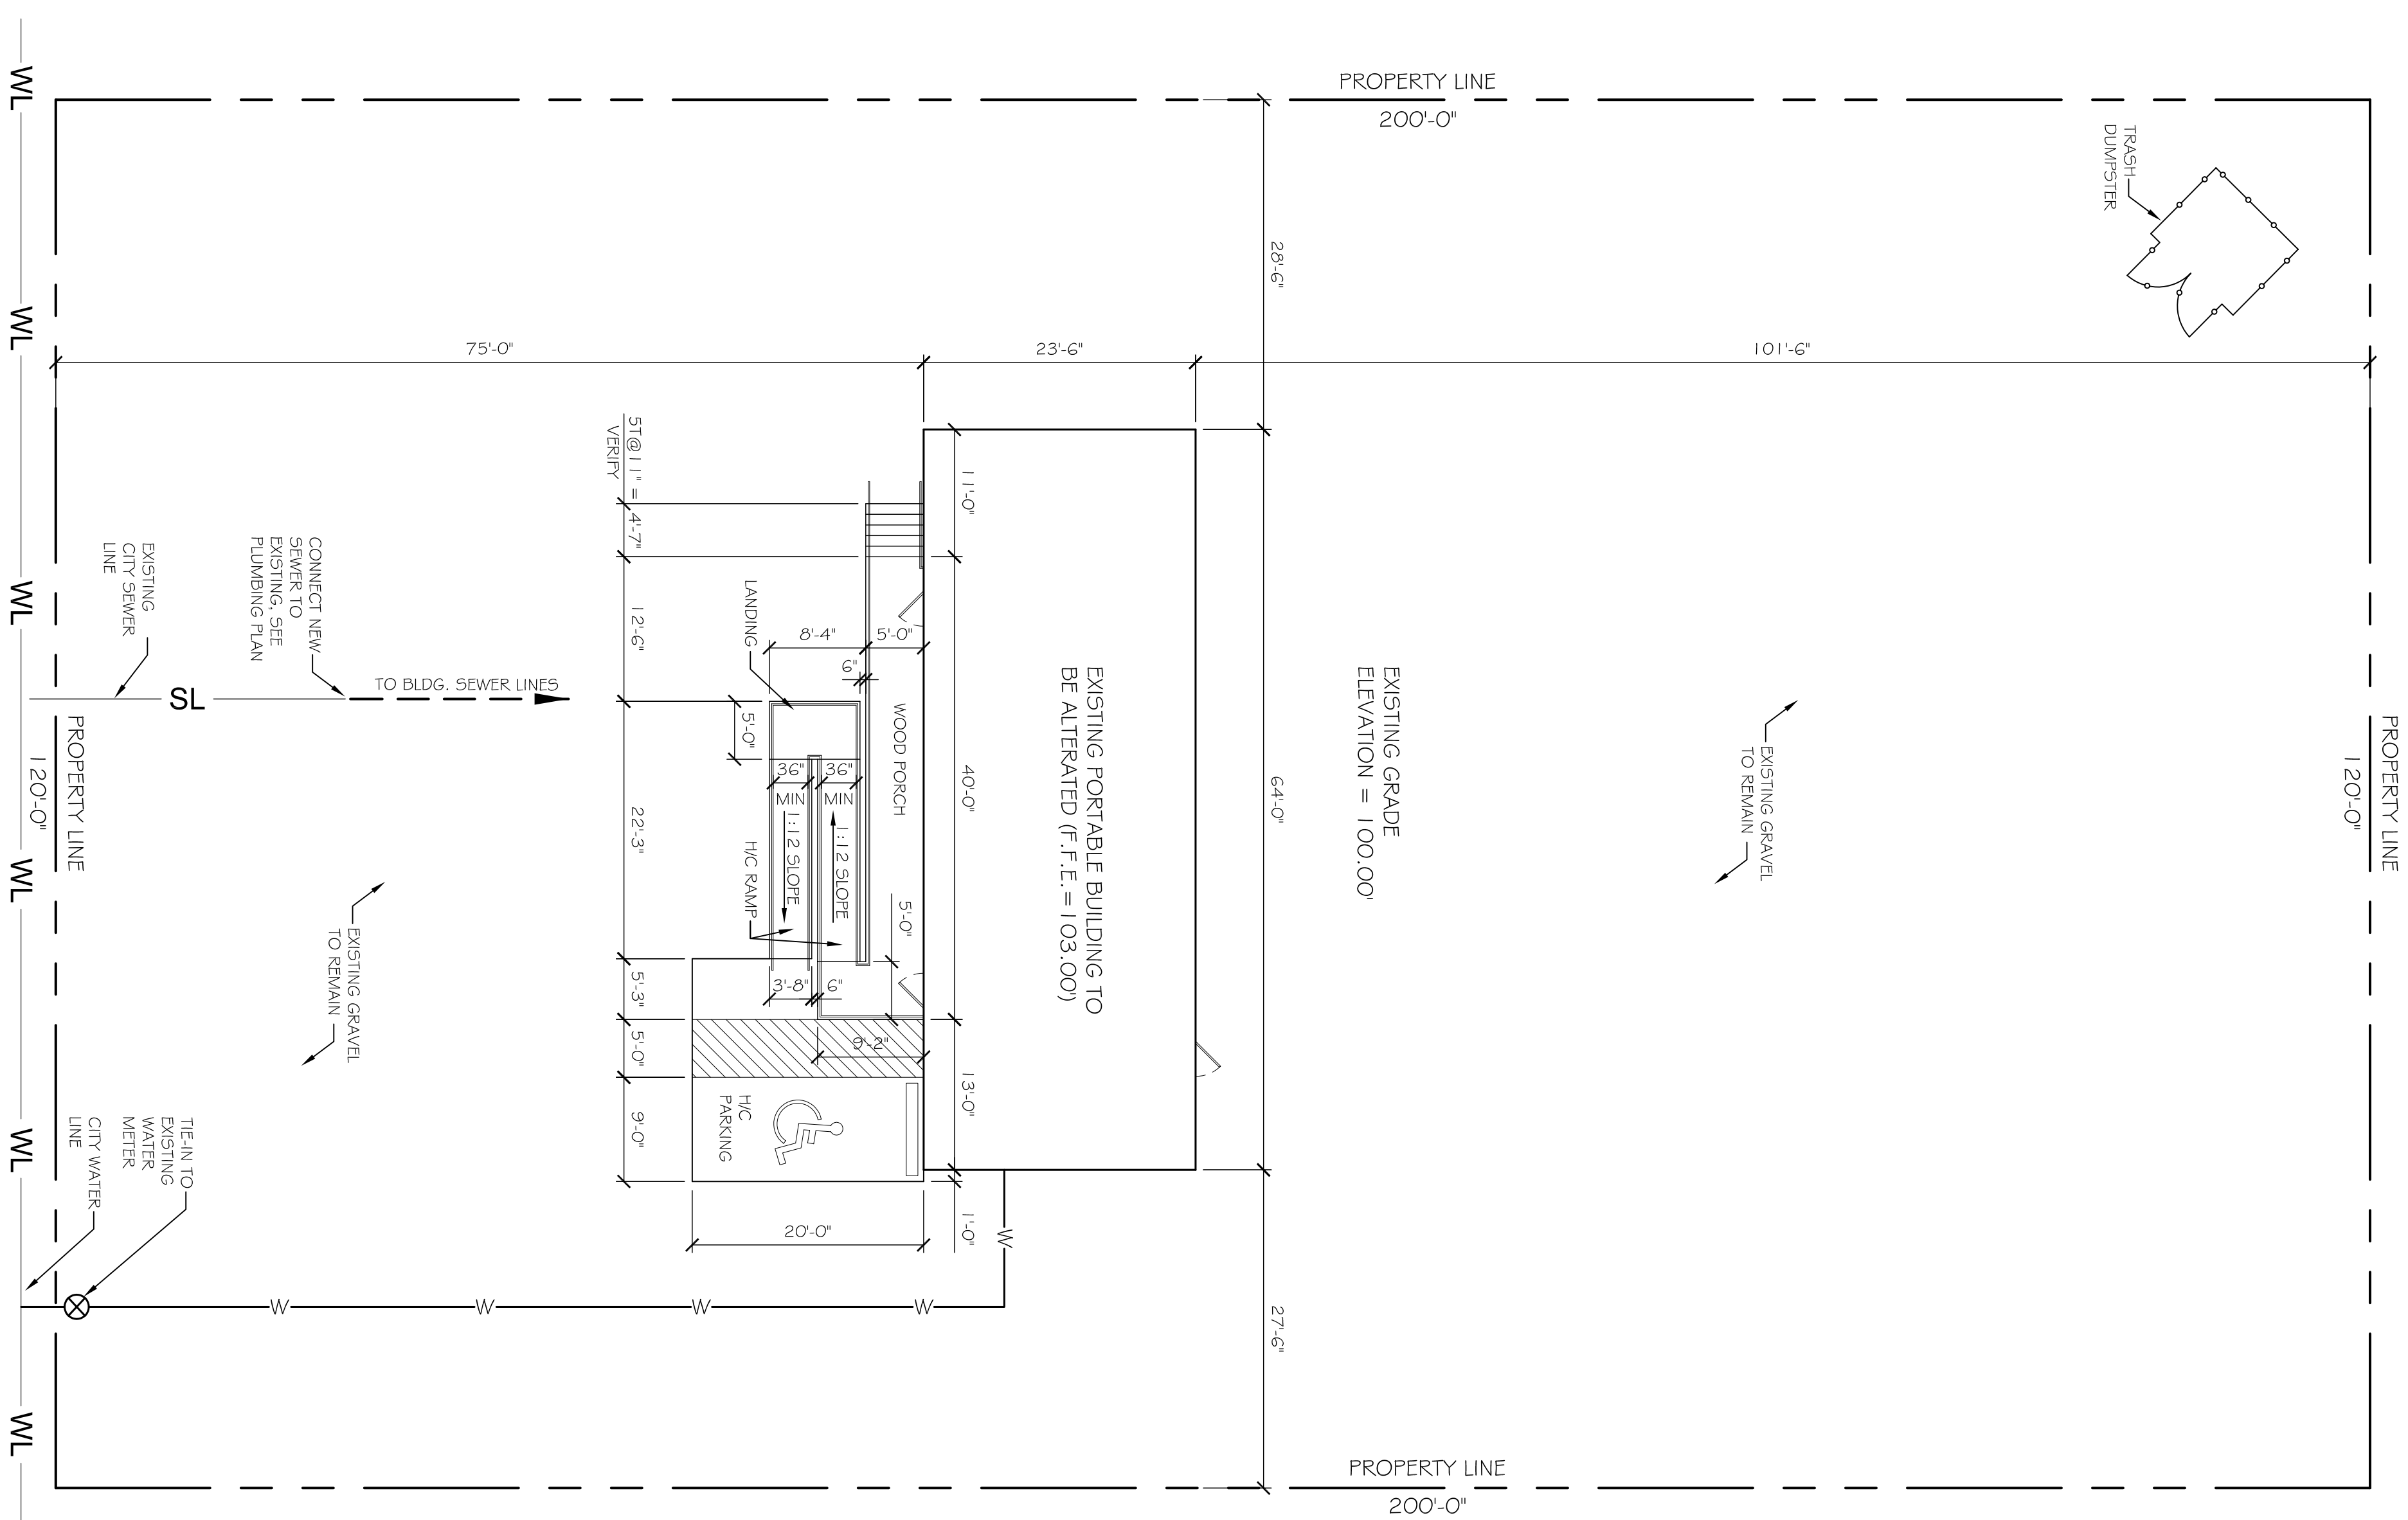 PROPERTY LINE
200'-0"
TRASH
DUMPSTER
28'-6"
75'-0"
23'-6"
101'-6"
5T@11" =
VERIFY
4'-7"
12'-6"
22'-3"
5'-3"
5'-0"
9'-0"
11'-0"
40'-0"
13'-0"
1'-0"
64'-0"
27'-6"
LANDING
8'-4"
5'-0"
6"
WOOD PORCH
5'-0"
36"
MIN
36"
MIN
1:12 SLOPE
1:12 SLOPE
H/C RAMP
5'-0"
3'-8"
6"
9'-2"
H/C
PARKING
20'-0"
EXISTING PORTABLE BUILDING TO
BE ALTERATED (F.F.E.=103.00')
EXISTING GRADE
ELEVATION = 100.00'
EXISTING GRAVEL
TO REMAIN
EXISTING GRAVEL
TO REMAIN
PROPERTY LINE
120'-0"
PROPERTY LINE
120'-0"
EXISTING
CITY SEWER
LINE
CONNECT NEW
SEWER TO
EXISTING, SEE
PLUMBING PLAN
SL
TO BLDG. SEWER LINES
TIE-IN TO
EXISTING
WATER
METER
CITY WATER
LINE
WL
WL
WL
WL
WL
WL
W
W
W
W
W
PROPERTY LINE
200'-0"